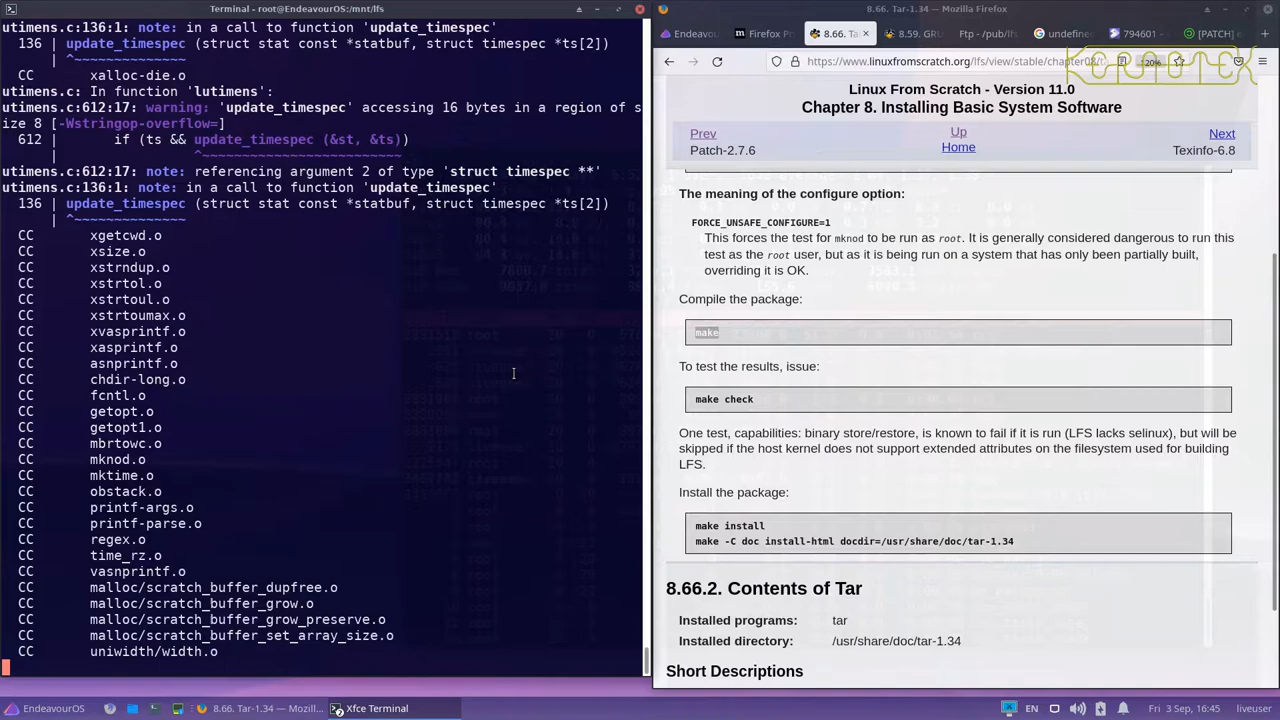 Terminal - root@EndeavourOS:/mnt/lfs
utimens.c:136:1: note: in a call to function 'update_timespec'
136 | update_timespec (struct stat const *statbuf, struct timespec *ts[2])
| ^~~~~~~~~~~~~~~
CC xalloc-die.o
utimens.c: In function 'lutimens':
utimens.c:612:17: warning: 'update_timespec' accessing 16 bytes in a region of s
ize 8 [-Wstringop-overflow=]
612 | if (ts && update_timespec (&st, &ts))
| ^~~~~~~~~~~~~~~~~~~~~~~~~~
utimens.c:612:17: note: referencing argument 2 of type 'struct timespec **'
utimens.c:136:1: note: in a call to function 'update_timespec'
136 | update_timespec (struct stat const *statbuf, struct timespec *ts[2])
| ^~~~~~~~~~~~~~~
CC xgetcwd.o
CC xsize.o
CC xstrndup.o
CC xstrtol.o
CC xstrtoul.o
CC xstrtoumax.o
CC xvasprintf.o
CC xasprintf.o
CC asnprintf.o
CC chdir-long.o
CC fcntl.o
CC getopt.o
CC getopt1.o
CC mbrtowc.o
CC mknod.o
CC mktime.o
CC obstack.o
CC printf-args.o
CC printf-parse.o
CC regex.o
CC time_rz.o
CC vasnprintf.o
CC malloc/scratch_buffer_dupfree.o
CC malloc/scratch_buffer_grow.o
CC malloc/scratch_buffer_grow_preserve.o
CC malloc/scratch_buffer_set_array_size.o
CC uniwidth/width.o
8.66. Tar-1.34 — Mozilla Firefox
Endeavour
Firefox Pr
8.66. Ta
8.59. GRU
Ftp - /pub/lfs
undefined
794601 –
[PATCH] e
https://www.linuxfromscratch.org/lfs/view/stable/chapter08/t
120%
Linux From Scratch - Version 11.0
Chapter 8. Installing Basic System Software
Prev Up Next
Patch-2.7.6 Home Texinfo-6.8
The meaning of the configure option:
FORCE_UNSAFE_CONFIGURE=1
This forces the test for mknod to be run as root. It is generally considered dangerous to run this
test as the root user, but as it is being run on a system that has only been partially built,
overriding it is OK.
Compile the package:
make
To test the results, issue:
make check
One test, capabilities: binary store/restore, is known to fail if it is run (LFS lacks selinux), but will be
skipped if the host kernel does not support extended attributes on the filesystem used for building
LFS.
Install the package:
make install
make -C doc install-html docdir=/usr/share/doc/tar-1.34
8.66.2. Contents of Tar
Installed programs: tar
Installed directory: /usr/share/doc/tar-1.34
Short Descriptions
EndeavourOS
8.66. Tar-1.34 — Mozilla...
Xfce Terminal
EN
Fri 3 Sep, 16:45
liveuser